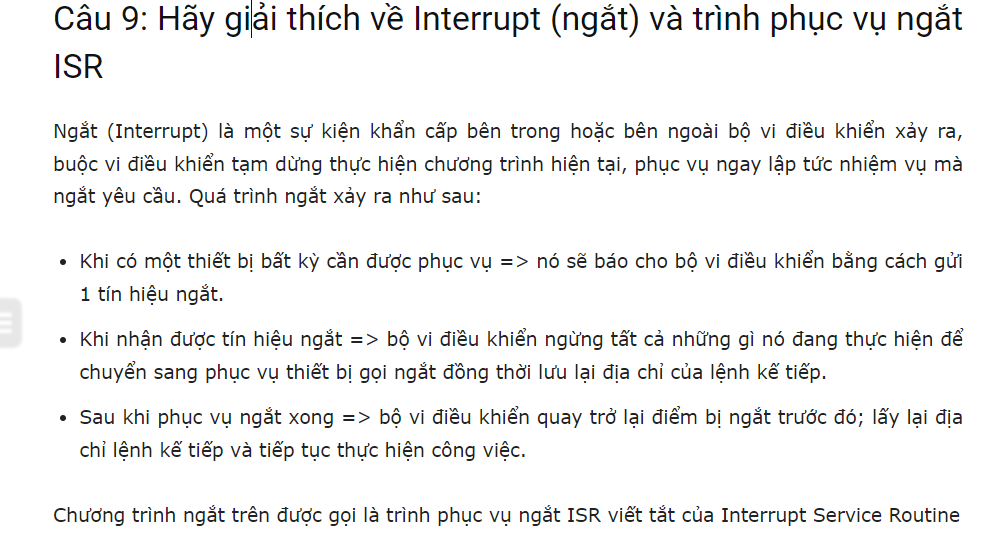 Câu 9: Hãy giải thích về Interrupt (ngắt) và trình phục vụ ngắt
ISR
Ngắt (Interrupt) là một sự kiện khẩn cấp bên trong hoặc bên ngoài bộ vi điều khiển xảy ra,
buộc vi điều khiển tạm dừng thực hiện chương trình hiện tại, phục vụ ngay lập tức nhiệm vụ mà
ngắt yêu cầu. Quá trình ngắt xảy ra như sau:
• Khi có một thiết bị bất kỳ cần được phục vụ => nó sẽ báo cho bộ vi điều khiển bằng cách gửi
1 tín hiệu ngắt.
• Khi nhận được tín hiệu ngắt => bộ vi điều khiển ngừng tất cả những gì nó đang thực hiện để
chuyển sang phục vụ thiết bị gọi ngắt đồng thời lưu lại địa chỉ của lệnh kế tiếp.
• Sau khi phục vụ ngắt xong => bộ vi điều khiển quay trở lại điểm bị ngắt trước đó; lấy lại địa
chỉ lệnh kế tiếp và tiếp tục thực hiện công việc.
Chương trình ngắt trên được gọi là trình phục vụ ngắt ISR viết tắt của Interrupt Service Routine